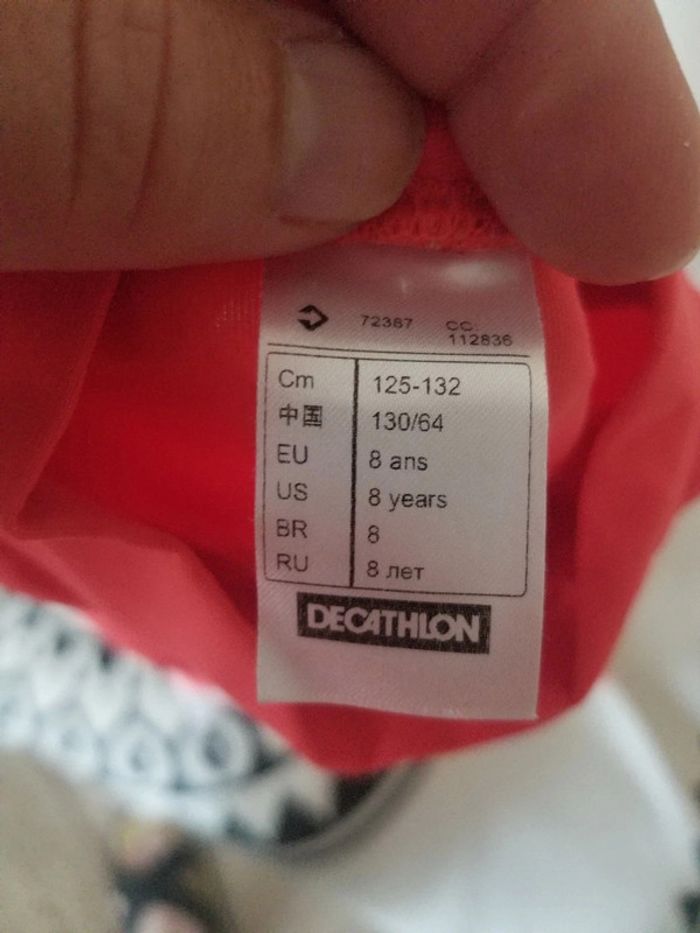 72387 CC. 112836
Cm 125-132
中国 130/64
EU 8 ans
US 8 years
BR 8
RU 8 лет
DECATHLON